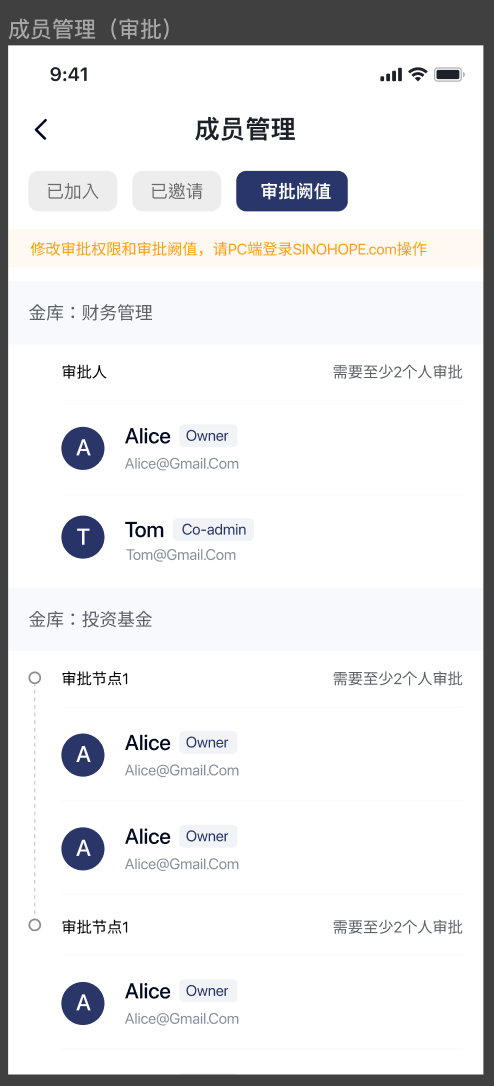 成员管理（审批）
9:41
成员管理
已加入 已邀请 审批阙值
修改审批权限和审批阙值，请PC端登录SINOHOPE.com操作
金库：财务管理
审批人 需要至少2个人审批
A Alice Owner
Alice@Gmail.Com
T Tom Co-admin
Tom@Gmail.Com
金库：投资基金
审批节点1 需要至少2个人审批
A Alice Owner
Alice@Gmail.Com
A Alice Owner
Alice@Gmail.Com
审批节点1 需要至少2个人审批
A Alice Owner
Alice@Gmail.Com